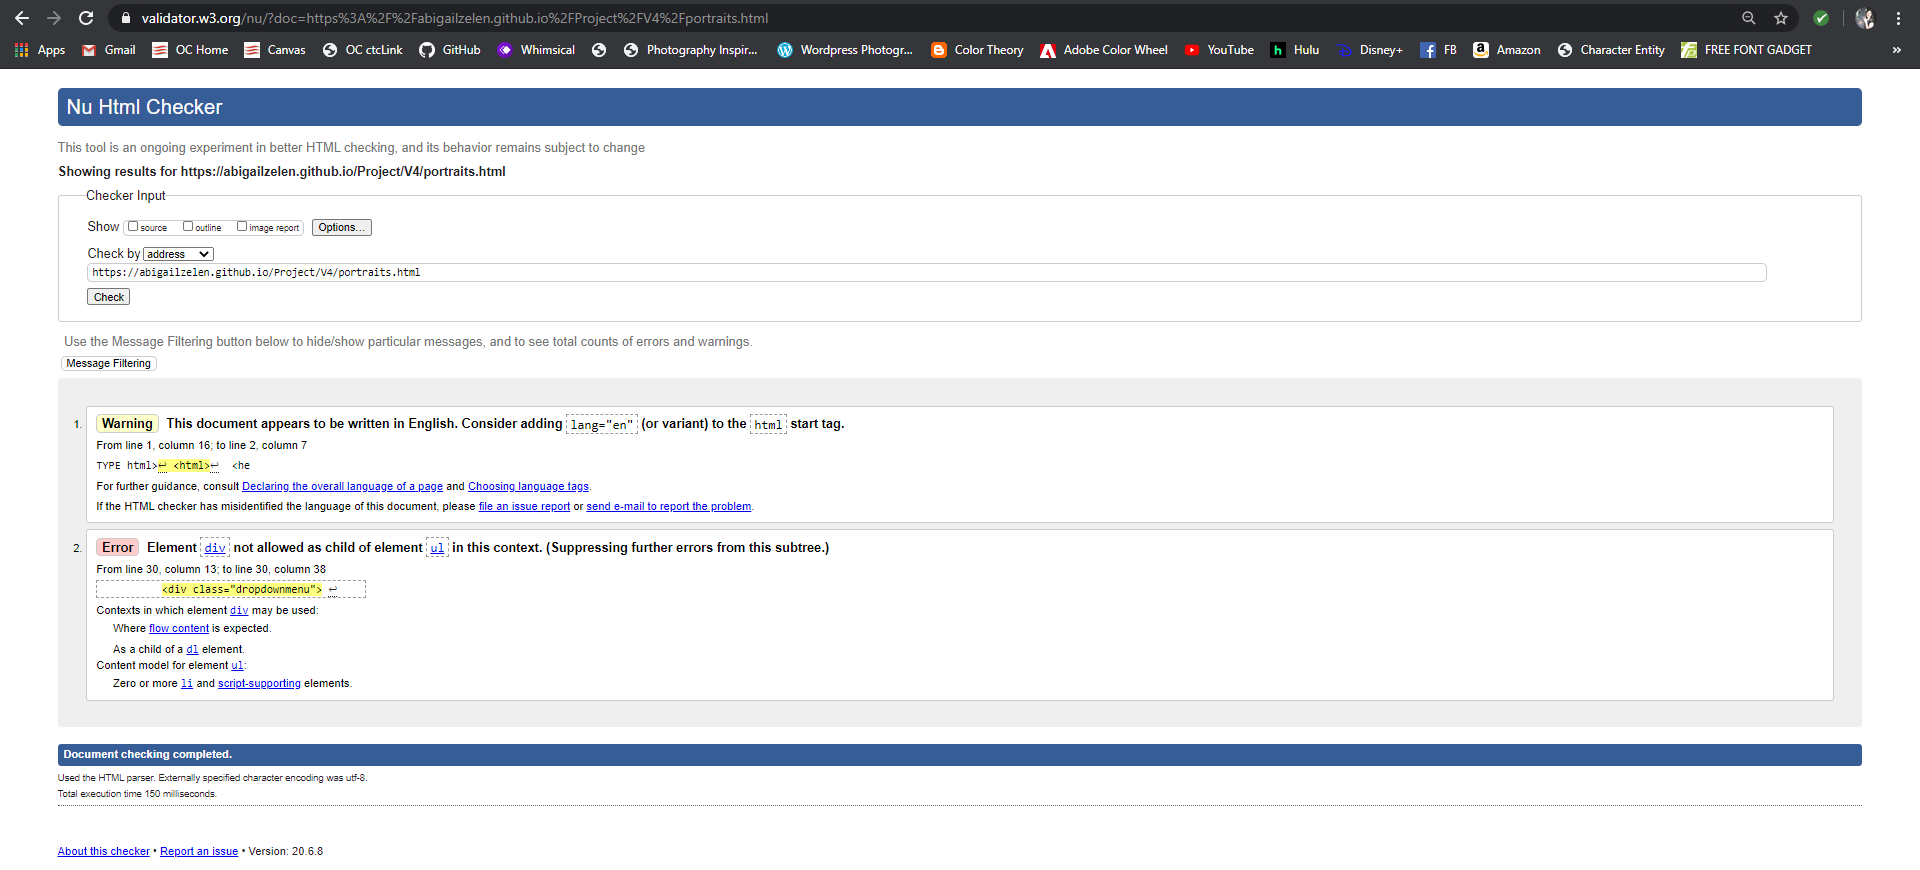 validator.w3.org/nu/?doc=https%3A%2F%2Fabigailzelen.github.io%2FProject%2FV4%2Fportraits.html
Apps Gmail OC Home Canvas OC ctcLink GitHub Whimsical Photography Inspir... Wordpress Photogr... Color Theory Adobe Color Wheel YouTube Hulu Disney+ FB Amazon Character Entity FREE FONT GADGET »
Nu Html Checker
This tool is an ongoing experiment in better HTML checking, and its behavior remains subject to change
Showing results for https://abigailzelen.github.io/Project/V4/portraits.html
Checker Input
Show source outline image report Options...
Check by address
https://abigailzelen.github.io/Project/V4/portraits.html
Check
Use the Message Filtering button below to hide/show particular messages, and to see total counts of errors and warnings.
Message Filtering
1. Warning This document appears to be written in English. Consider adding lang="en" (or variant) to the html start tag.
From line 1, column 16; to line 2, column 7
TYPE html>↩ <html>↩ <he
For further guidance, consult Declaring the overall language of a page and Choosing language tags.
If the HTML checker has misidentified the language of this document, please file an issue report or send e-mail to report the problem.
2. Error Element div not allowed as child of element ul in this context. (Suppressing further errors from this subtree.)
From line 30, column 13; to line 30, column 38
<div class="dropdownmenu"> ↩
Contexts in which element div may be used:
Where flow content is expected.
As a child of a dl element.
Content model for element ul:
Zero or more li and script-supporting elements.
Document checking completed.
Used the HTML parser. Externally specified character encoding was utf-8.
Total execution time 150 milliseconds.
About this checker • Report an issue • Version: 20.6.8